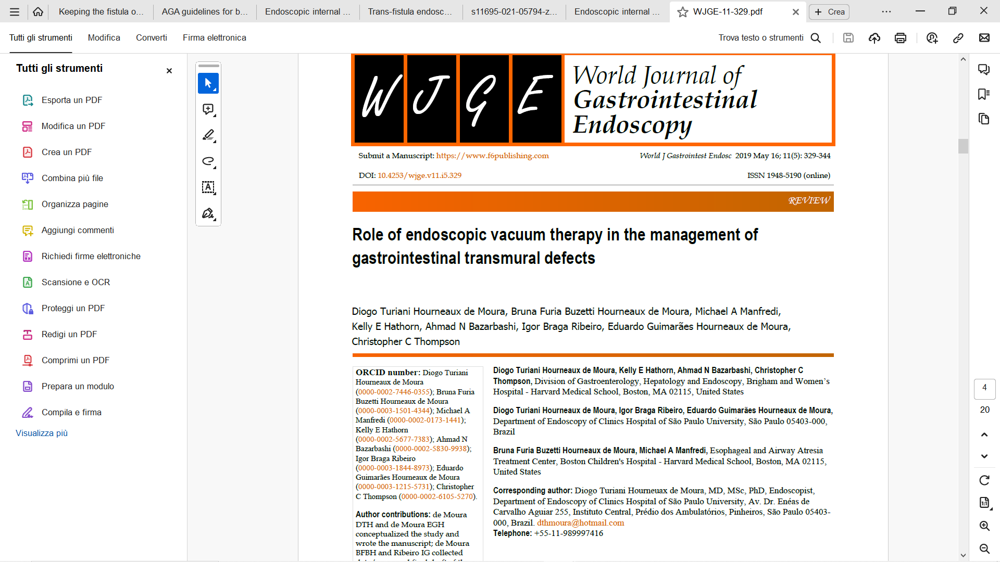 Keeping the fistula o...
AGA guidelines for b...
Endoscopic internal ...
Trans-fistula endosc...
s11695-021-05794-z...
Endoscopic internal ...
WJGE-11-329.pdf
Crea
Tutti gli strumenti
Modifica
Converti
Firma elettronica
Trova testo o strumenti
Tutti gli strumenti
Esporta un PDF
Modifica un PDF
Crea un PDF
Combina più file
Organizza pagine
Aggiungi commenti
Richiedi firme elettroniche
Scansione e OCR
Proteggi un PDF
Redigi un PDF
Comprimi un PDF
Prepara un modulo
Compila e firma
Visualizza più
W J G E
World Journal of
Gastrointestinal
Endoscopy
Submit a Manuscript: https://www.f6publishing.com
World J Gastrointest Endosc 2019 May 16; 11(5): 329-344
DOI: 10.4253/wjge.v11.i5.329
ISSN 1948-5190 (online)
REVIEW
Role of endoscopic vacuum therapy in the management of
gastrointestinal transmural defects
Diogo Turiani Hourneaux de Moura, Bruna Furia Buzetti Hourneaux de Moura, Michael A Manfredi,
Kelly E Hathorn, Ahmad N Bazarbashi, Igor Braga Ribeiro, Eduardo Guimarães Hourneaux de Moura,
Christopher C Thompson
ORCID number: Diogo Turiani
Hourneaux de Moura
(0000-0002-7446-0355); Bruna Furia
Buzetti Hourneaux de Moura
(0000-0003-1501-4344); Michael A
Manfredi (0000-0002-0173-1441);
Kelly E Hathorn
(0000-0002-5677-7383); Ahmad N
Bazarbashi (0000-0002-5830-9938);
Igor Braga Ribeiro
(0000-0003-1844-8973); Eduardo
Guimarães Hourneaux de Moura
(0000-0003-1215-5731); Christopher
C Thompson (0000-0002-6105-5270).
Author contributions: de Moura
DTH and de Moura EGH
conceptualized the study and
wrote the manuscript; de Moura
BFBH and Ribeiro IG collected
Diogo Turiani Hourneaux de Moura, Kelly E Hathorn, Ahmad N Bazarbashi, Christopher C
Thompson, Division of Gastroenterology, Hepatology and Endoscopy, Brigham and Women’s
Hospital - Harvard Medical School, Boston, MA 02115, United States
Diogo Turiani Hourneaux de Moura, Igor Braga Ribeiro, Eduardo Guimarães Hourneaux de Moura,
Department of Endoscopy of Clinics Hospital of São Paulo University, São Paulo 05403-000,
Brazil
Bruna Furia Buzetti Hourneaux de Moura, Michael A Manfredi, Esophageal and Airway Atresia
Treatment Center, Boston Children's Hospital - Harvard Medical School, Boston, MA 02115,
United States
Corresponding author: Diogo Turiani Hourneuax de Moura, MD, MSc, PhD, Endoscopist,
Department of Endoscopy of Clinics Hospital of São Paulo University, Av. Dr. Enéas de
Carvalho Aguiar 255, Instituto Central, Prédio dos Ambulatórios, Pinheiros, São Paulo 05403-
000, Brazil. dthmoura@hotmail.com
Telephone: +55-11-989997416
4
20